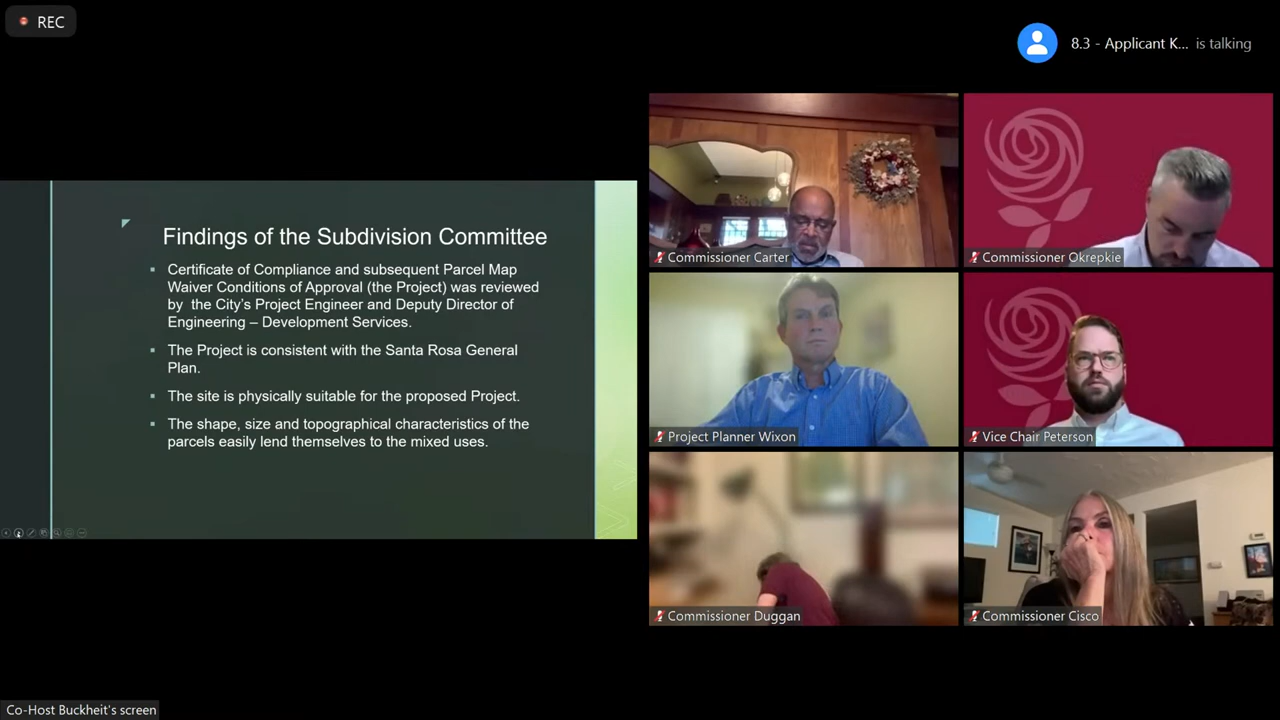 REC
8.3 - Applicant K... is talking
Findings of the Subdivision Committee
▪ Certificate of Compliance and subsequent Parcel Map
Waiver Conditions of Approval (the Project) was reviewed
by the City's Project Engineer and Deputy Director of
Engineering – Development Services.
▪ The Project is consistent with the Santa Rosa General
Plan.
▪ The site is physically suitable for the proposed Project.
▪ The shape, size and topographical characteristics of the
parcels easily lend themselves to the mixed uses.
Commissioner Carter
Commissioner Okrepkie
Project Planner Wixon
Vice Chair Peterson
Commissioner Duggan
Commissioner Cisco
Co-Host Buckheit's screen